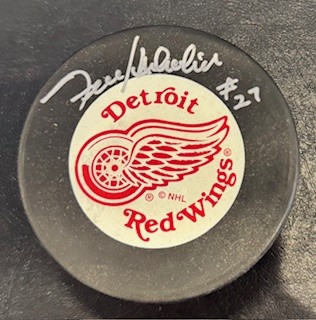 #27
Detroit
® © NHL
Red Wings®